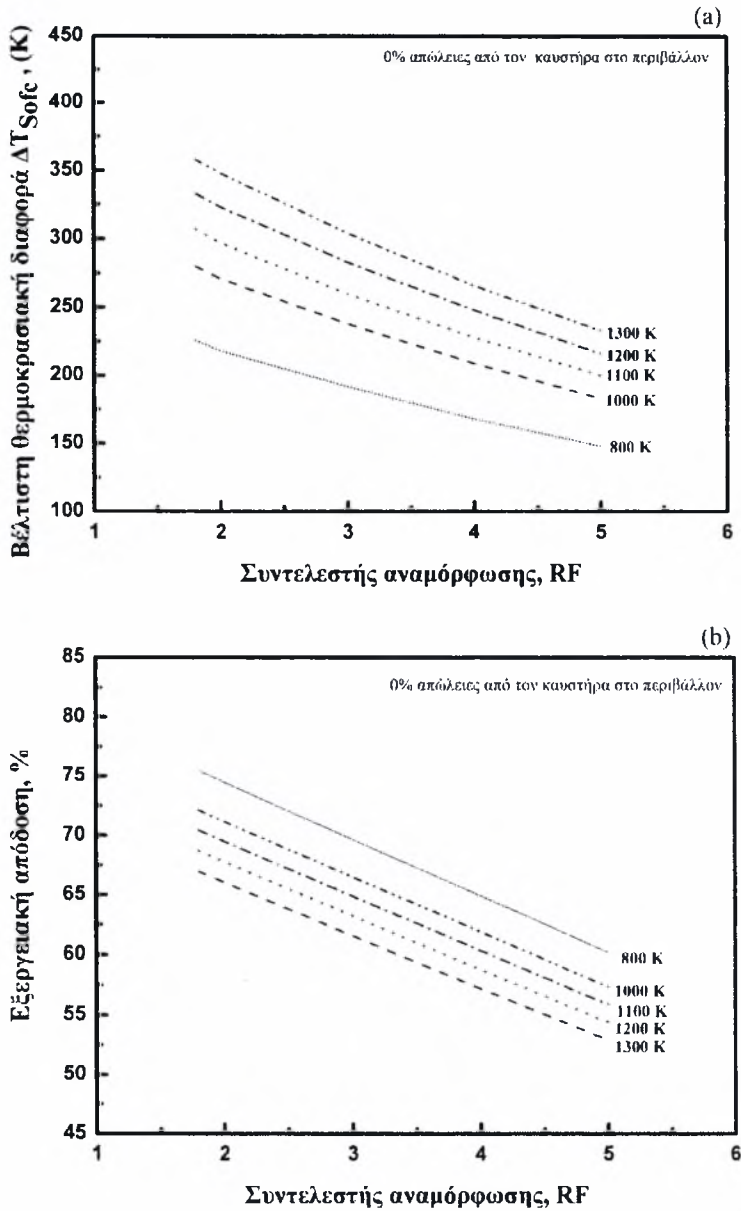 (a)
Βέλτιστη θερμοκρασιακή διαφορά ΔT_Sofc, (K)
450
400
350
300
250
200
150
100
0% απώλειες από τον καυστήρα στο περιβάλλον
1300 K
1200 K
1100 K
1000 K
800 K
1 2 3 4 5 6
Συντελεστής αναμόρφωσης, RF
(b)
Εξεργειακή απόδοση, %
85
80
75
70
65
60
55
50
45
0% απώλειες από τον καυστήρα στο περιβάλλον
800 K
1000 K
1100 K
1200 K
1300 K
1 2 3 4 5 6
Συντελεστής αναμόρφωσης, RF